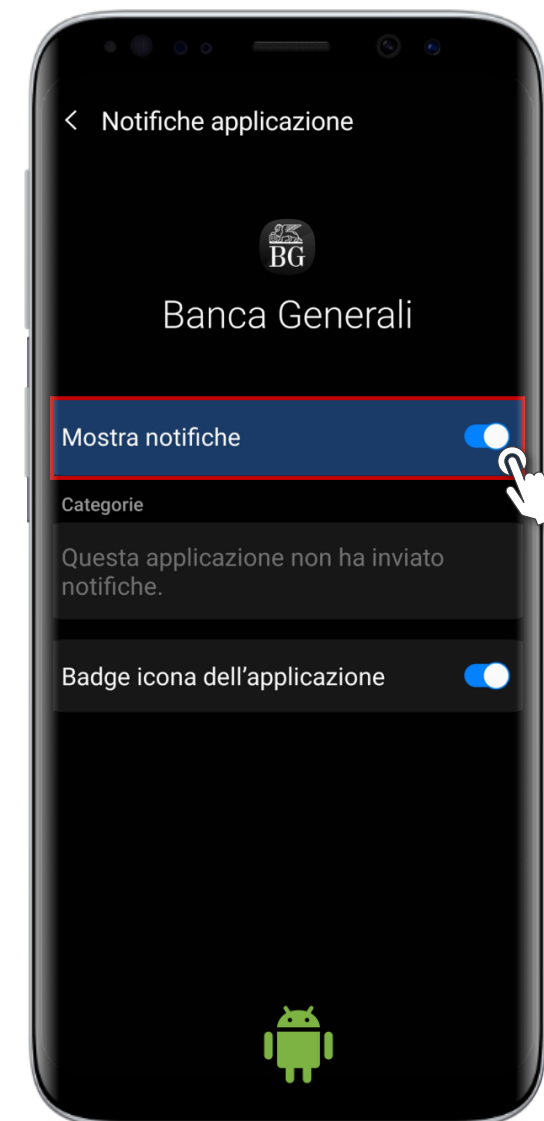 Notifiche applicazione
BG
Banca Generali
Mostra notifiche
Categorie
Questa applicazione non ha inviato
notifiche.
Badge icona dell'applicazione